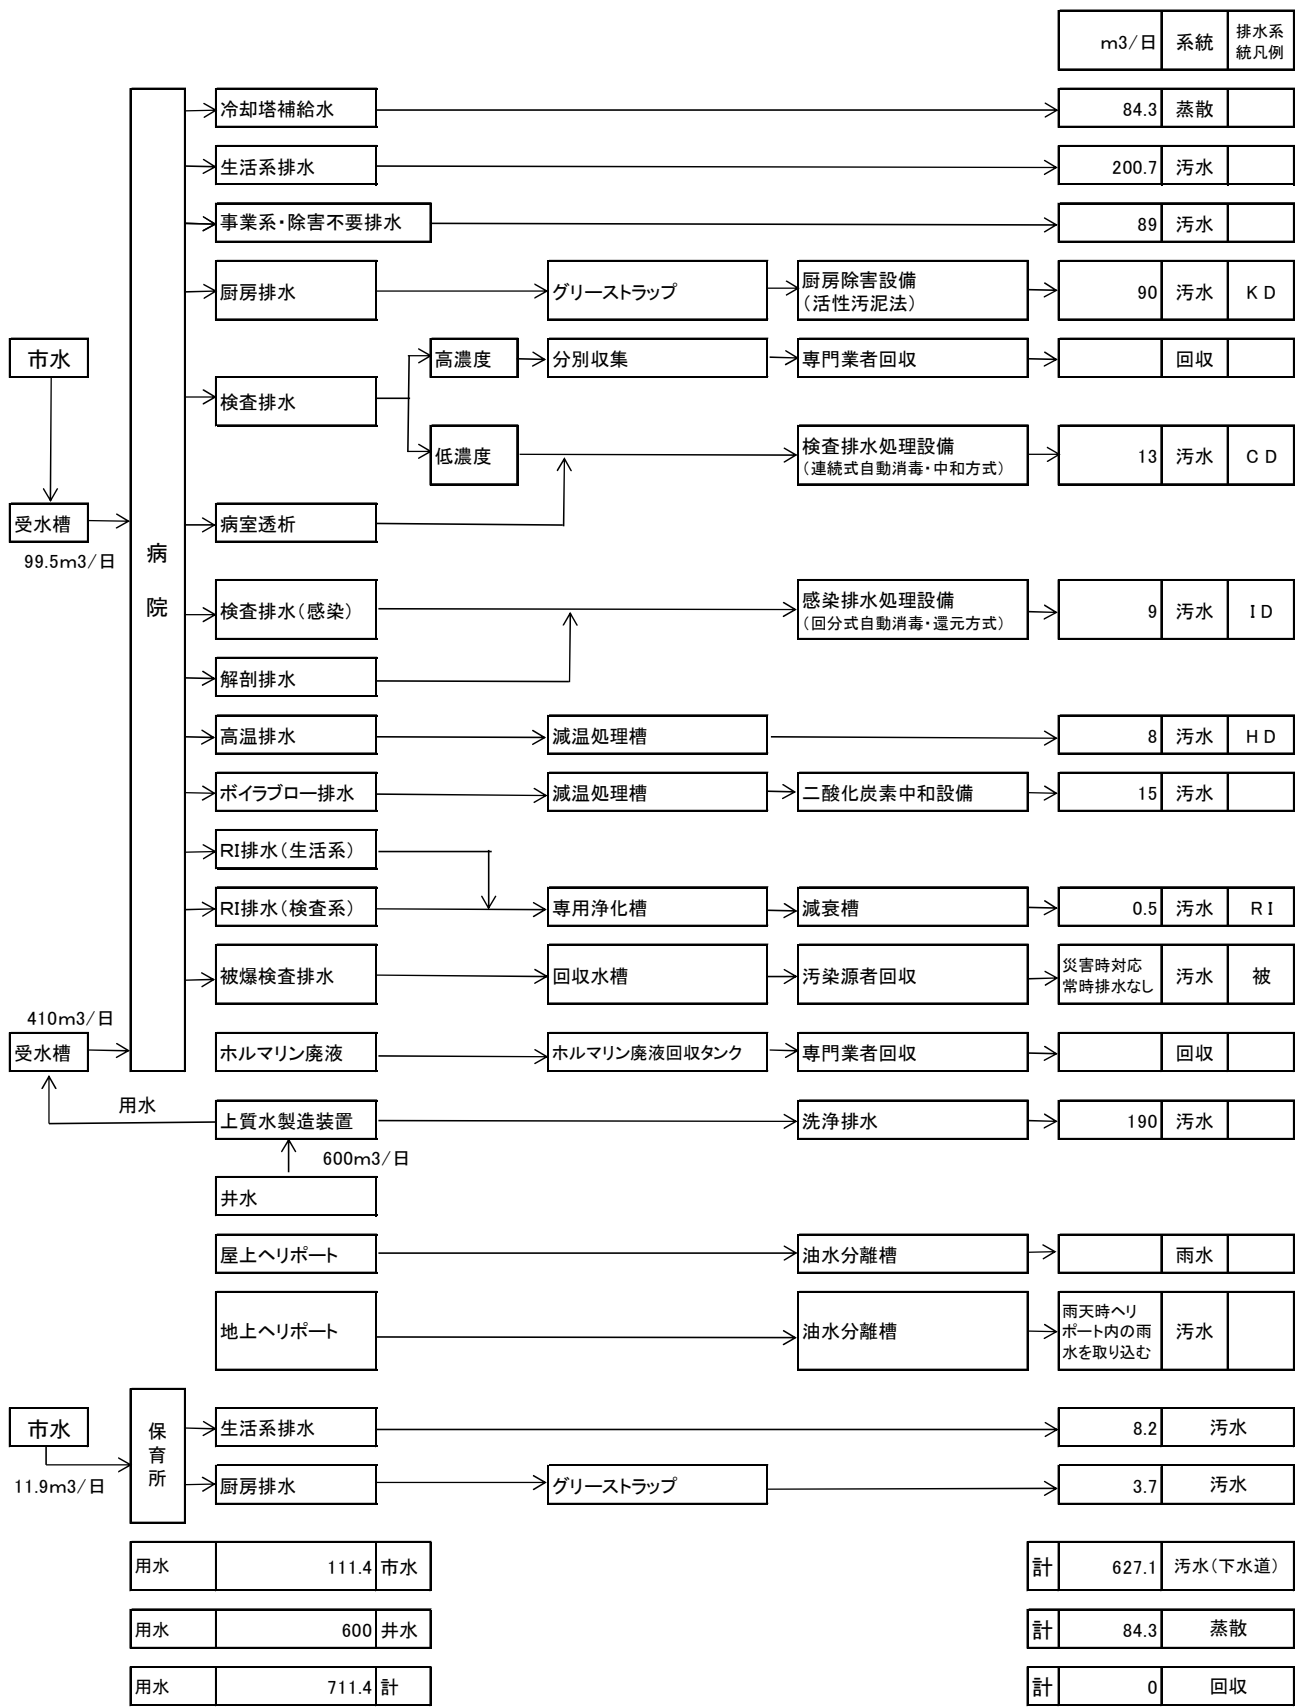 m3/日 系統 排水系
統凡例
冷却塔補給水 84.3 蒸散
生活系排水 200.7 汚水
事業系・除害不要排水 89 汚水
厨房排水 グリーストラップ 厨房除害設備
(活性汚泥法) 90 汚水 KD
市水 高濃度 分別収集 専門業者回収 回収
検査排水
低濃度 検査排水処理設備
(連続式自動消毒・中和方式) 13 汚水 CD
受水槽 病室透析
99.5m3/日
病院
検査排水(感染) 感染排水処理設備
(回分式自動消毒・還元方式) 9 汚水 ID
解剖排水
高温排水 減温処理槽 8 汚水 HD
ボイラブロー排水 減温処理槽 二酸化炭素中和設備 15 汚水
RI排水(生活系)
RI排水(検査系) 専用浄化槽 減衰槽 0.5 汚水 RI
被爆検査排水 回収水槽 汚染源者回収 災害時対応
常時排水なし 汚水 被
410m3/日
受水槽 ホルマリン廃液 ホルマリン廃液回収タンク 専門業者回収 回収
用水 上質水製造装置 洗浄排水 190 汚水
600m3/日
井水
屋上ヘリポート 油水分離槽 雨水
地上ヘリポート 油水分離槽 雨天時ヘリ
ポート内の雨
水を取り込む 汚水
市水 保育所 生活系排水 8.2 汚水
11.9m3/日 厨房排水 グリーストラップ 3.7 汚水
用水 111.4 市水 計 627.1 汚水(下水道)
用水 600 井水 計 84.3 蒸散
用水 711.4 計 計 0 回収